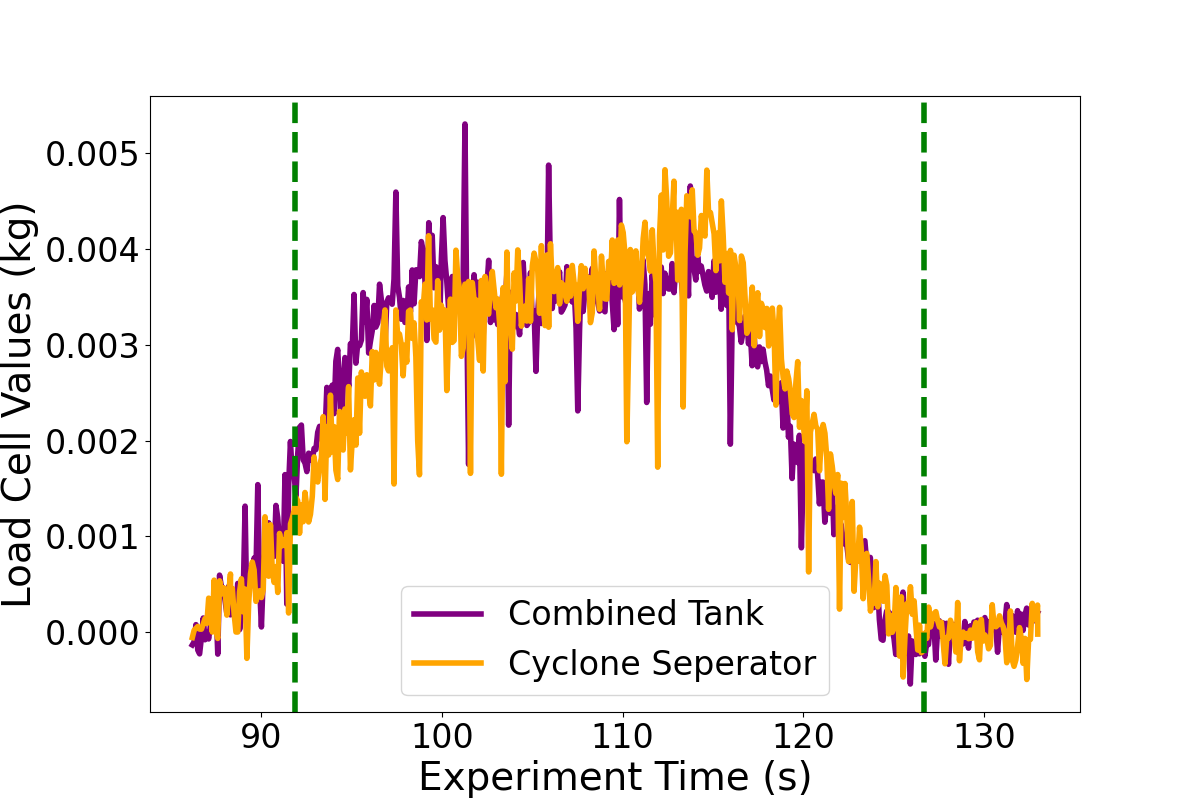 Load Cell Values (kg)
0.005
0.004
0.003
0.002
0.001
0.000
Combined Tank
Cyclone Seperator
90 100 110 120 130
Experiment Time (s)